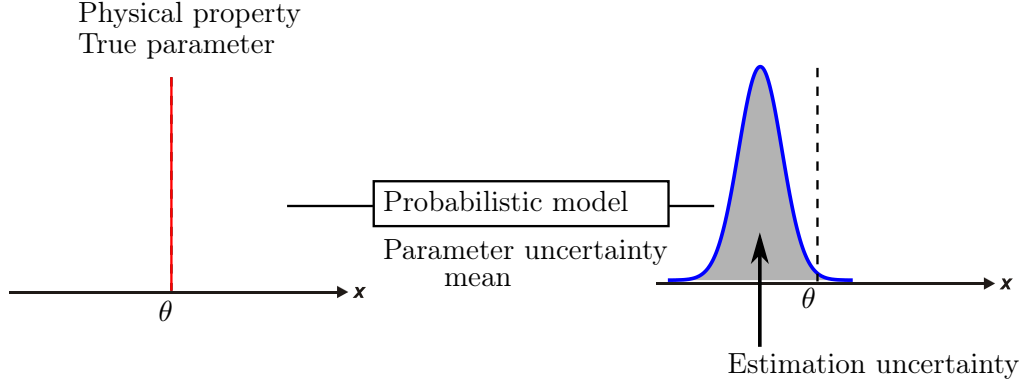 Physical property
True parameter
θ
x
Probabilistic model
Parameter uncertainty
mean
θ
x
Estimation uncertainty